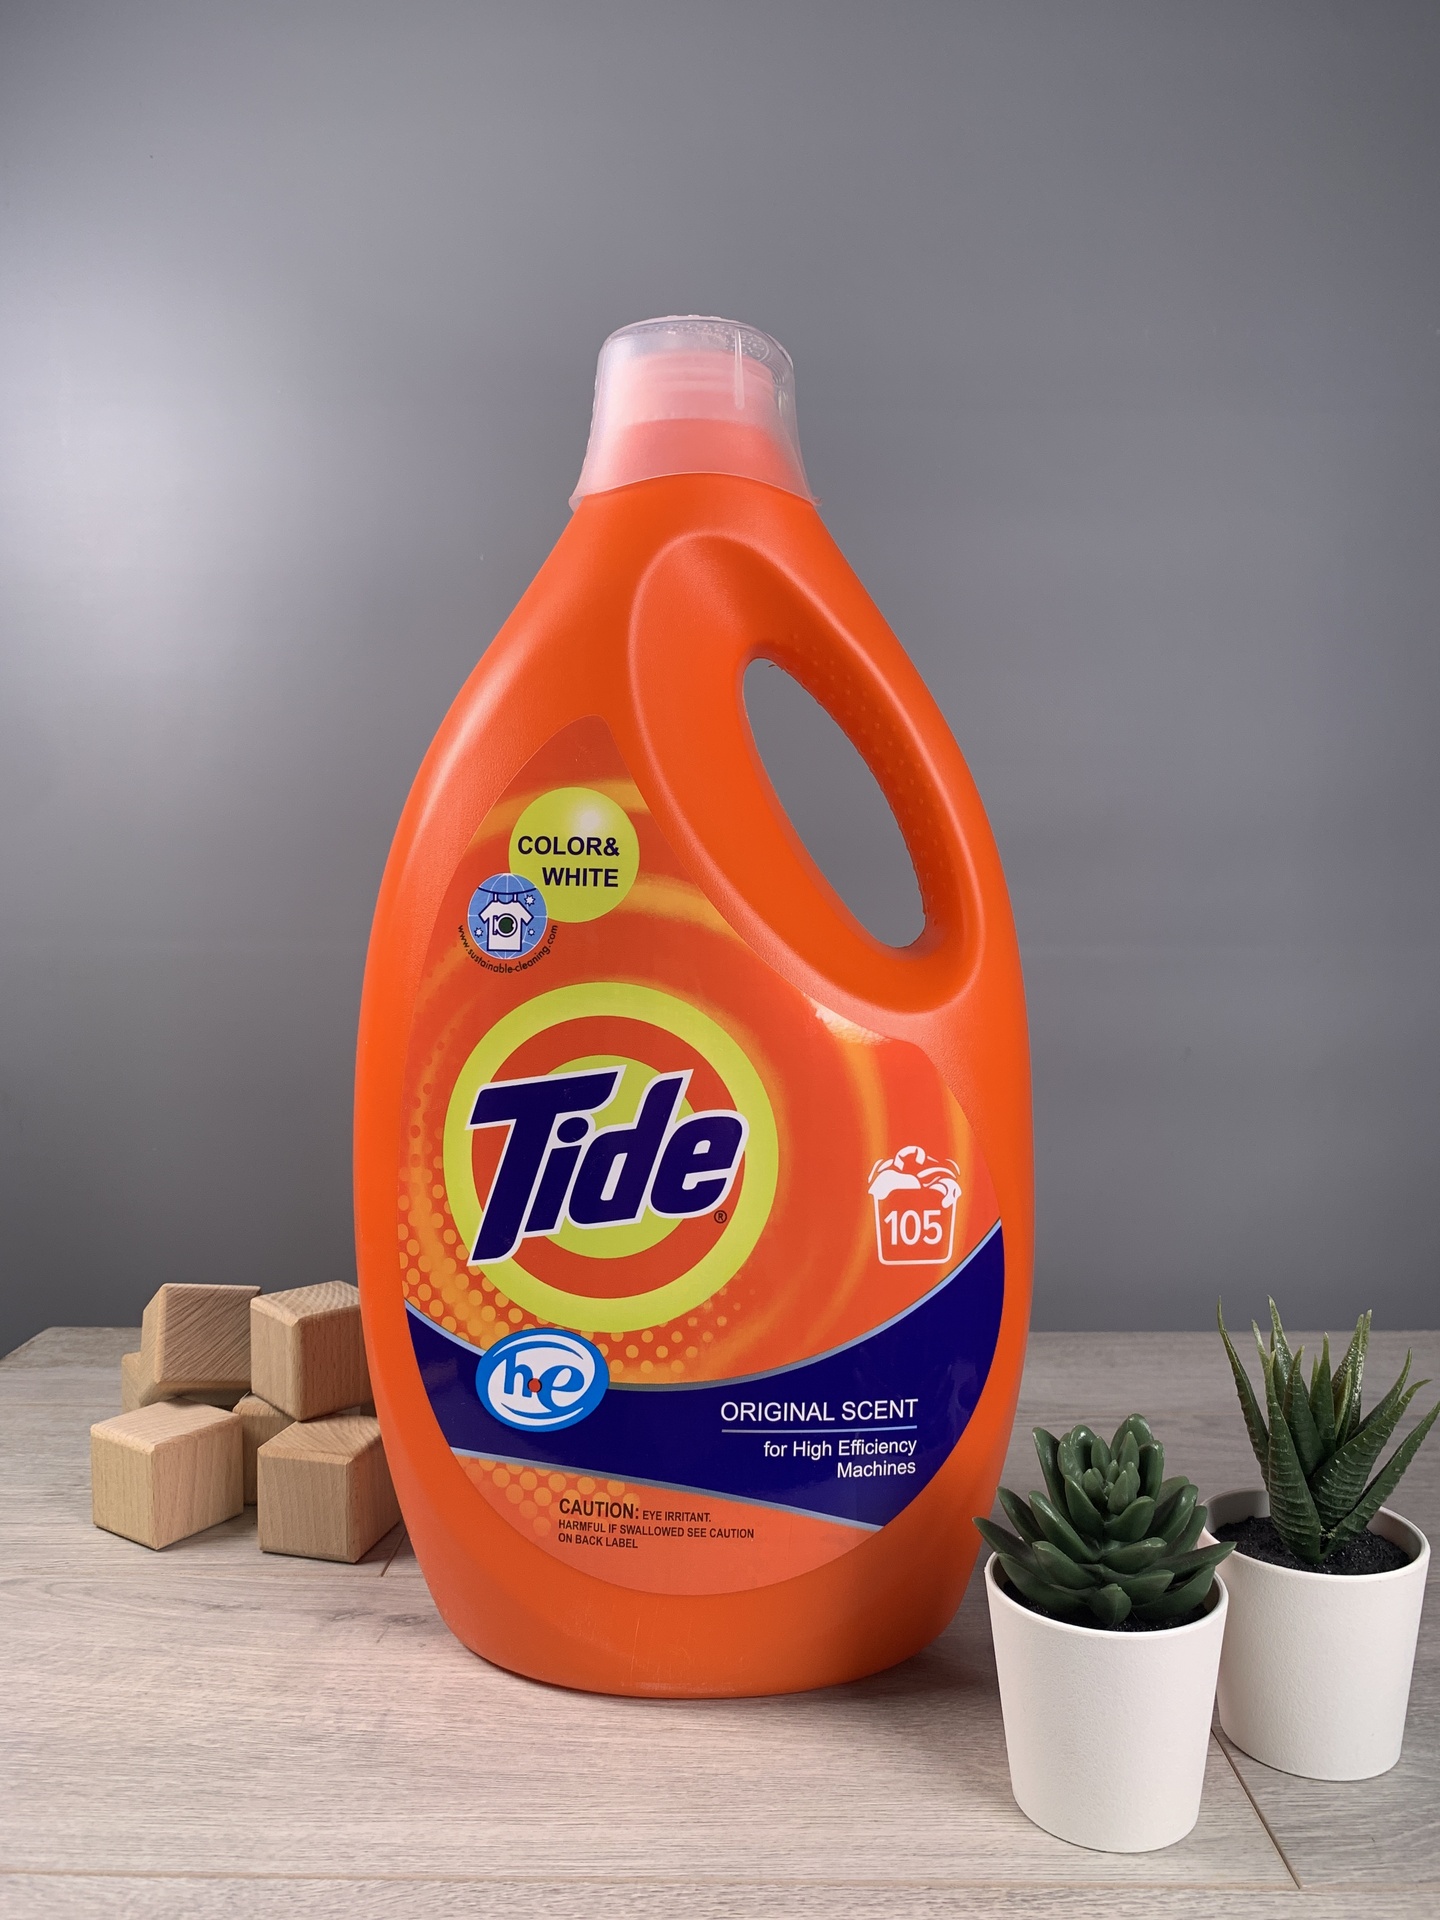 COLOR&
WHITE
www.sustainable-cleaning.com
Tide®
105
he
ORIGINAL SCENT
for High Efficiency
Machines
CAUTION: EYE IRRITANT.
HARMFUL IF SWALLOWED SEE CAUTION
ON BACK LABEL